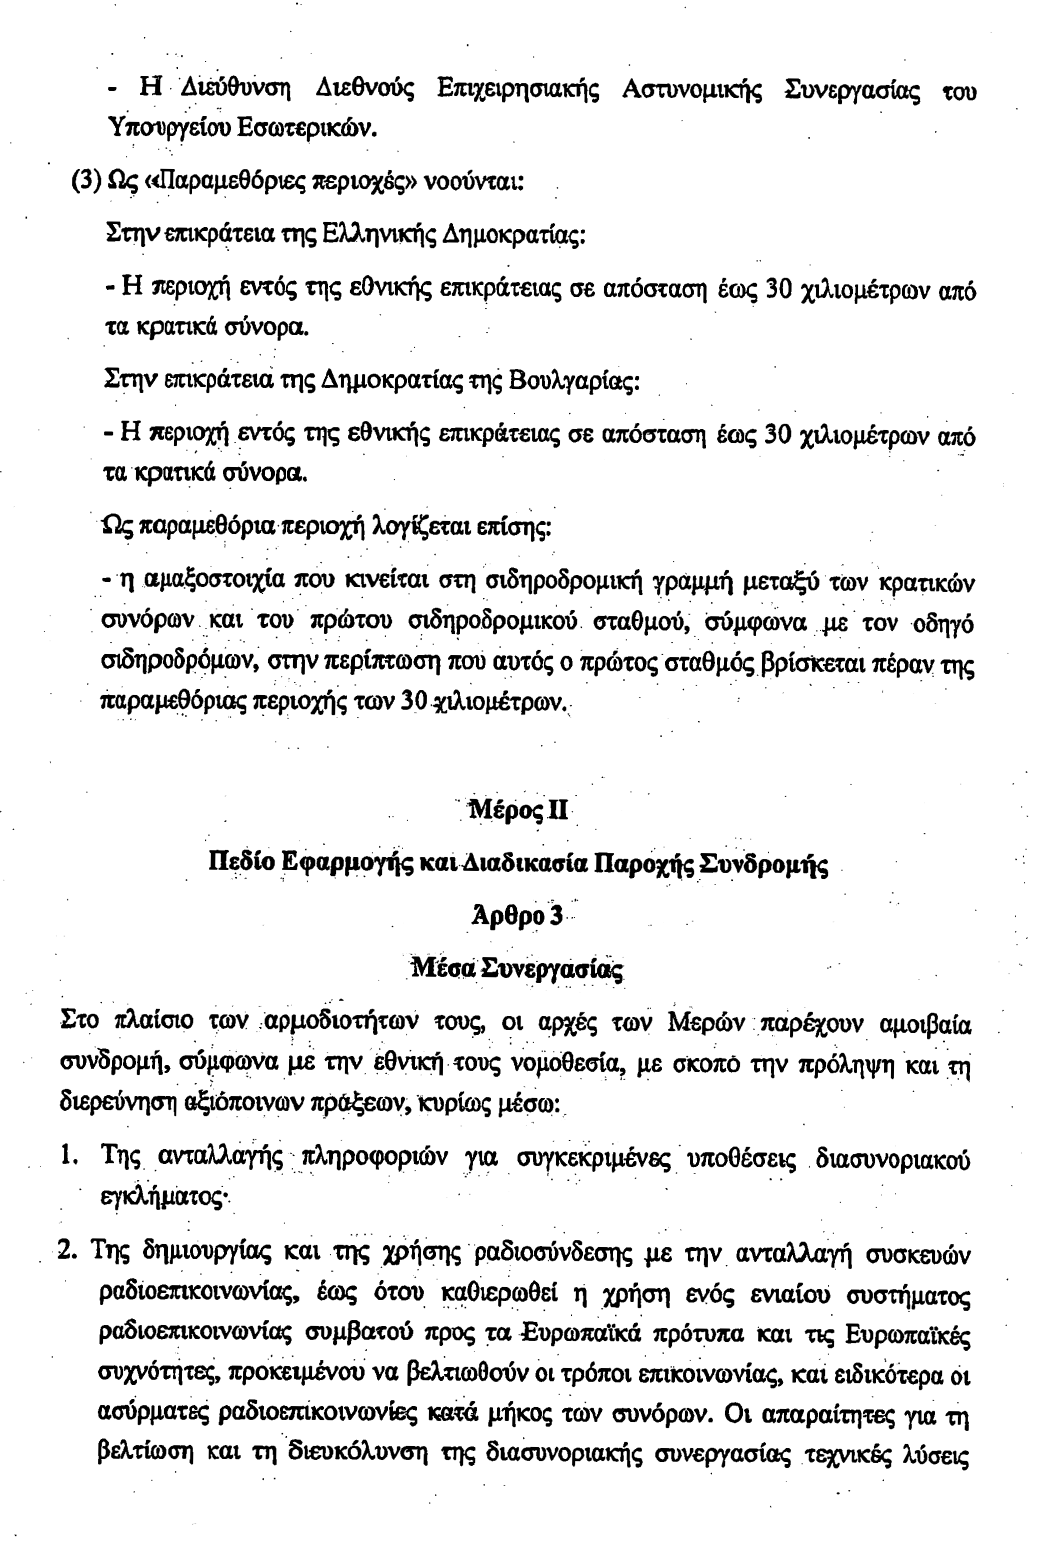 - Η Διεύθυνση Διεθνούς Επιχειρησιακής Αστυνομικής Συνεργασίας του
Υπουργείου Εσωτερικών.
(3) Ως «Παραμεθόριες περιοχές» νοούνται:
Στην επικράτεια της Ελληνικής Δημοκρατίας:
- Η περιοχή εντός της εθνικής επικράτειας σε απόσταση έως 30 χιλιομέτρων από
τα κρατικά σύνορα.
Στην επικράτεια της Δημοκρατίας της Βουλγαρίας:
- Η περιοχή εντός της εθνικής επικράτειας σε απόσταση έως 30 χιλιομέτρων από
τα κρατικά σύνορα.
Ως παραμεθόρια περιοχή λογίζεται επίσης:
- η αμαξοστοιχία που κινείται στη σιδηροδρομική γραμμή μεταξύ των κρατικών
συνόρων και του πρώτου σιδηροδρομικού σταθμού, σύμφωνα με τον οδηγό
σιδηροδρόμων, στην περίπτωση που αυτός ο πρώτος σταθμός βρίσκεται πέραν της
παραμεθόριας περιοχής των 30 χιλιομέτρων.
Μέρος ΙΙ
Πεδίο Εφαρμογής και Διαδικασία Παροχής Συνδρομής
Άρθρο 3
Μέσα Συνεργασίας
Στο πλαίσιο των αρμοδιοτήτων τους, οι αρχές των Μερών παρέχουν αμοιβαία
συνδρομή, σύμφωνα με την εθνική τους νομοθεσία, με σκοπό την πρόληψη και τη
διερεύνηση αξιόποινων πράξεων, κυρίως μέσω:
1. Της ανταλλαγής πληροφοριών για συγκεκριμένες υποθέσεις διασυνοριακού
εγκλήματος·
2. Της δημιουργίας και της χρήσης ραδιοσύνδεσης με την ανταλλαγή συσκευών
ραδιοεπικοινωνίας, έως ότου καθιερωθεί η χρήση ενός ενιαίου συστήματος
ραδιοεπικοινωνίας συμβατού προς τα Ευρωπαϊκά πρότυπα και τις Ευρωπαϊκές
συχνότητες, προκειμένου να βελτιωθούν οι τρόποι επικοινωνίας, και ειδικότερα οι
ασύρματες ραδιοεπικοινωνίες κατά μήκος των συνόρων. Οι απαραίτητες για τη
βελτίωση και τη διευκόλυνση της διασυνοριακής συνεργασίας τεχνικές λύσεις